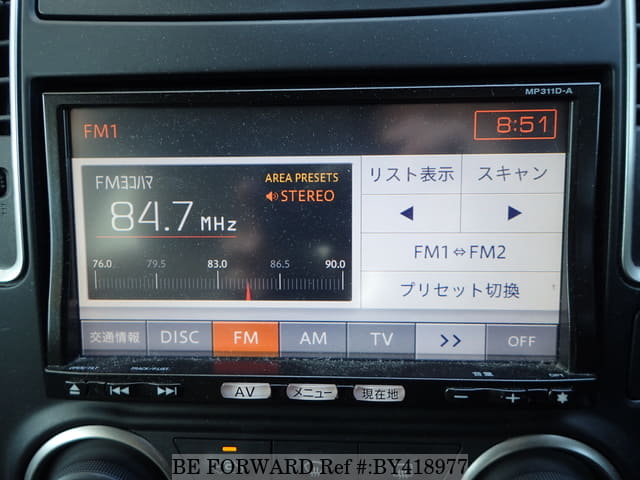 MP311D-A
FM1
8:51
FMヨコハマ
AREA PRESETS
STEREO
84.7 MHz
76.0 79.5 83.0 86.5 90.0
リスト表示 スキャン
FM1⇔FM2
プリセット切換
交通情報 DISC FM AM TV >> OFF
AV メニュー 現在地
BE FORWARD Ref #:BY418977